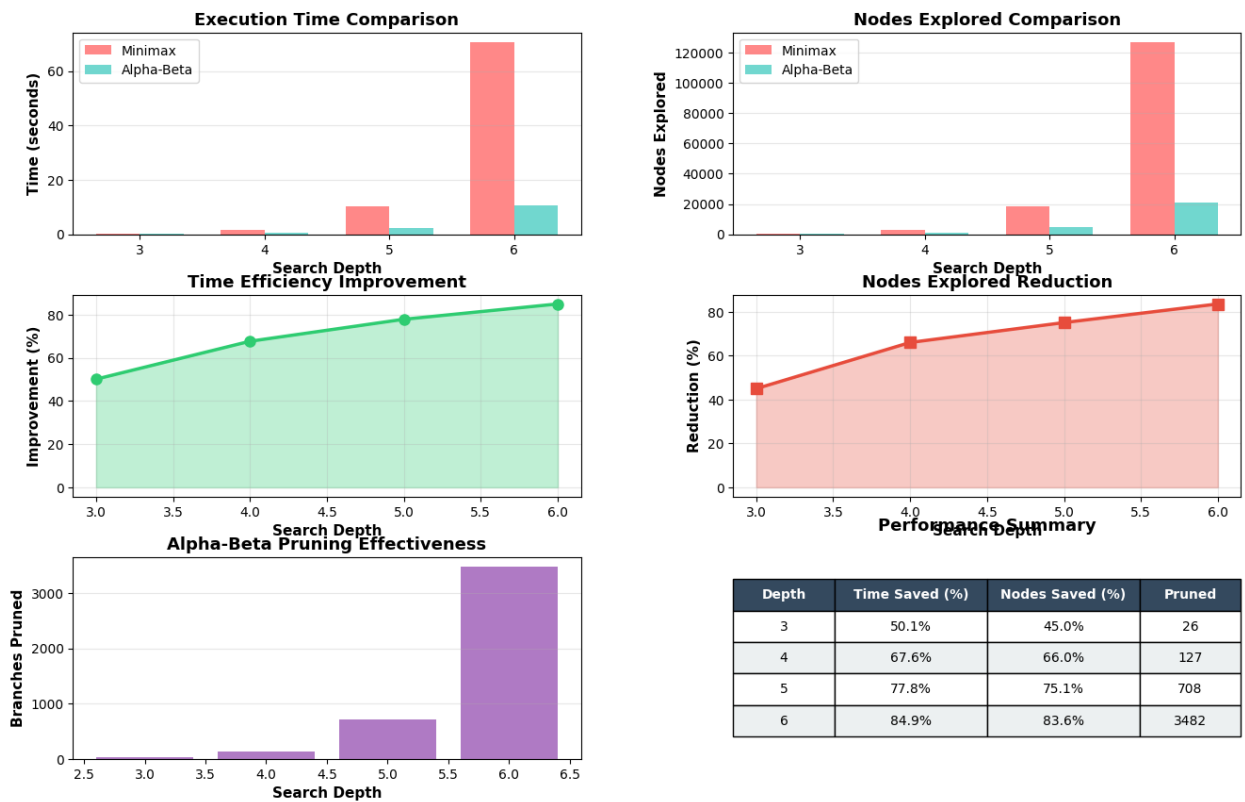 Execution Time Comparison
Time (seconds)
60
40
20
0
Minimax
Alpha-Beta
3 4 5 6
Search Depth
Nodes Explored Comparison
Nodes Explored
120000
100000
80000
60000
40000
20000
0
Minimax
Alpha-Beta
3 4 5 6
Search Depth
Time Efficiency Improvement
Improvement (%)
80
60
40
20
0
3.0 3.5 4.0 4.5 5.0 5.5 6.0
Search Depth
Nodes Explored Reduction
Reduction (%)
80
60
40
20
0
3.0 3.5 4.0 4.5 5.0 5.5 6.0
Search Depth
Alpha-Beta Pruning Effectiveness
Branches Pruned
3000
2000
1000
0
2.5 3.0 3.5 4.0 4.5 5.0 5.5 6.0 6.5
Search Depth
Performance Summary
Depth Time Saved (%) Nodes Saved (%) Pruned
3 50.1% 45.0% 26
4 67.6% 66.0% 127
5 77.8% 75.1% 708
6 84.9% 83.6% 3482